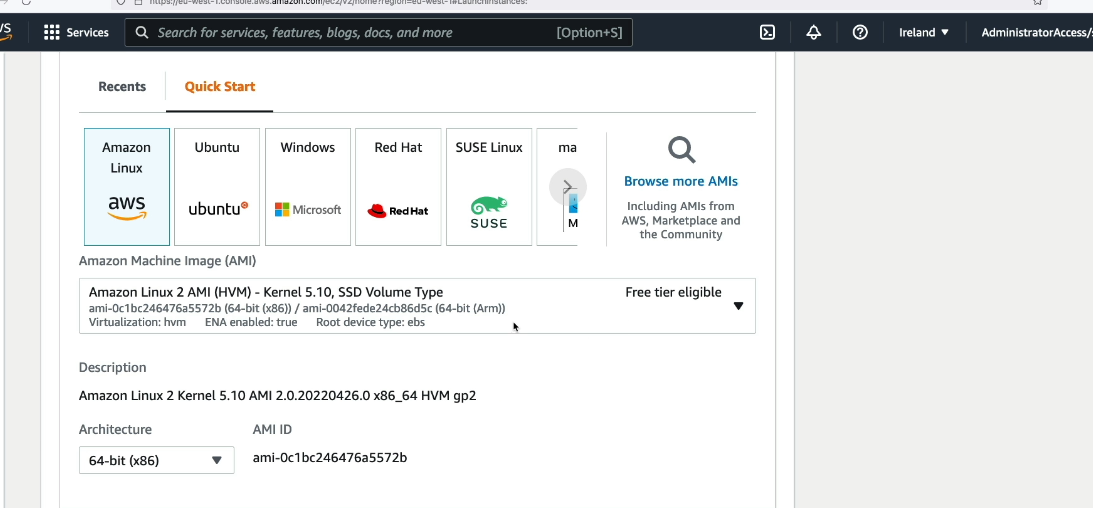 https://eu-west-1.console.aws.amazon.com/ec2/v2/home?region=eu-west-1#LaunchInstances:
Services
Search for services, features, blogs, docs, and more
[Option+S]
Ireland
AdministratorAccess/
Recents
Quick Start
Amazon
Linux
aws
Ubuntu
ubuntu
Windows
Microsoft
Red Hat
RedHat
SUSE Linux
SUSE
ma
M
Browse more AMIs
Including AMIs from
AWS, Marketplace and
the Community
Amazon Machine Image (AMI)
Amazon Linux 2 AMI (HVM) - Kernel 5.10, SSD Volume Type
Free tier eligible
ami-0c1bc246476a5572b (64-bit (x86)) / ami-0042fede24cb86d5c (64-bit (Arm))
Virtualization: hvm ENA enabled: true Root device type: ebs
Description
Amazon Linux 2 Kernel 5.10 AMI 2.0.20220426.0 x86_64 HVM gp2
Architecture
AMI ID
64-bit (x86)
ami-0c1bc246476a5572b